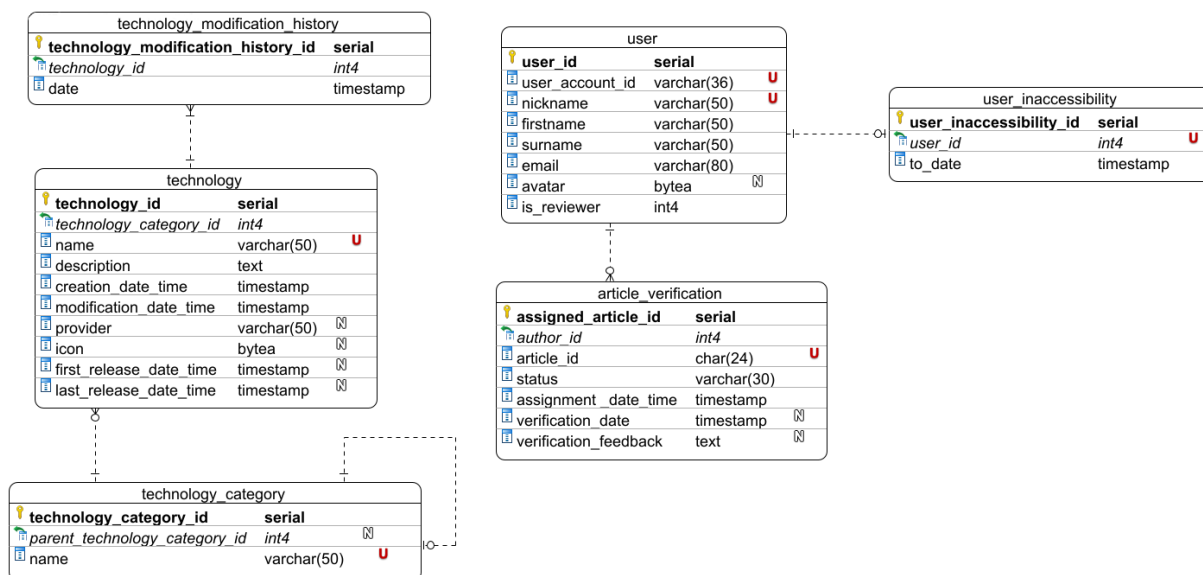 technology_modification_history
technology_modification_history_id serial
technology_id int4
date timestamp
technology
technology_id serial
technology_category_id int4
name varchar(50) U
description text
creation_date_time timestamp
modification_date_time timestamp
provider varchar(50) N
icon bytea N
first_release_date_time timestamp N
last_release_date_time timestamp N
technology_category
technology_category_id serial
parent_technology_category_id int4 N
name varchar(50) U
user
user_id serial
user_account_id varchar(36) U
nickname varchar(50) U
firstname varchar(50)
surname varchar(50)
email varchar(80)
avatar bytea N
is_reviewer int4
article_verification
assigned_article_id serial
author_id int4
article_id char(24) U
status varchar(30)
assignment _date_time timestamp
verification_date timestamp N
verification_feedback text N
user_inaccessibility
user_inaccessibility_id serial
user_id int4 U
to_date timestamp